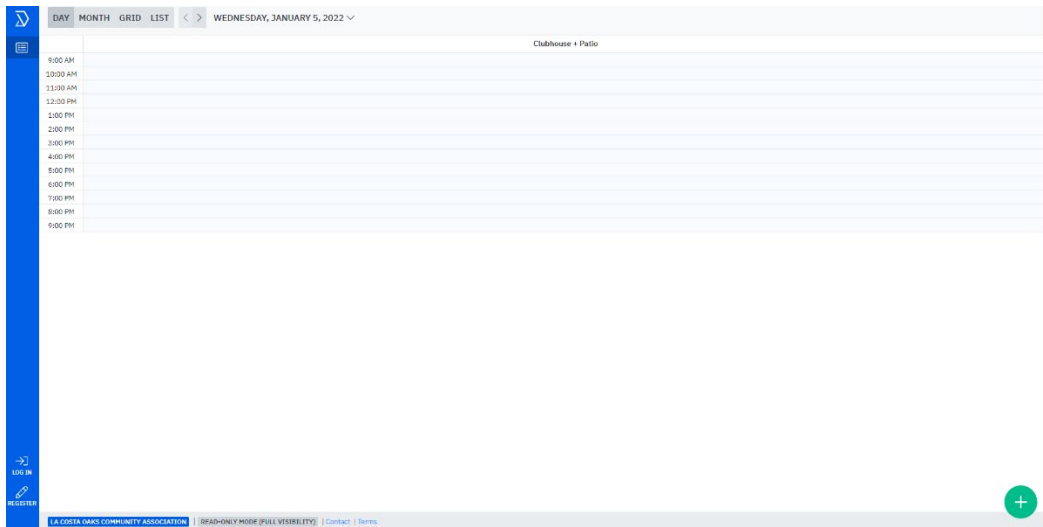 DAY MONTH GRID LIST < > WEDNESDAY, JANUARY 5, 2022
Clubhouse + Patio
9:00 AM
10:00 AM
11:00 AM
12:00 PM
1:00 PM
2:00 PM
3:00 PM
4:00 PM
5:00 PM
6:00 PM
7:00 PM
8:00 PM
9:00 PM
LOG IN
REGISTER
LA COSTA OAKS COMMUNITY ASSOCIATION | READ-ONLY MODE (FULL VISIBILITY) | Contact | Terms